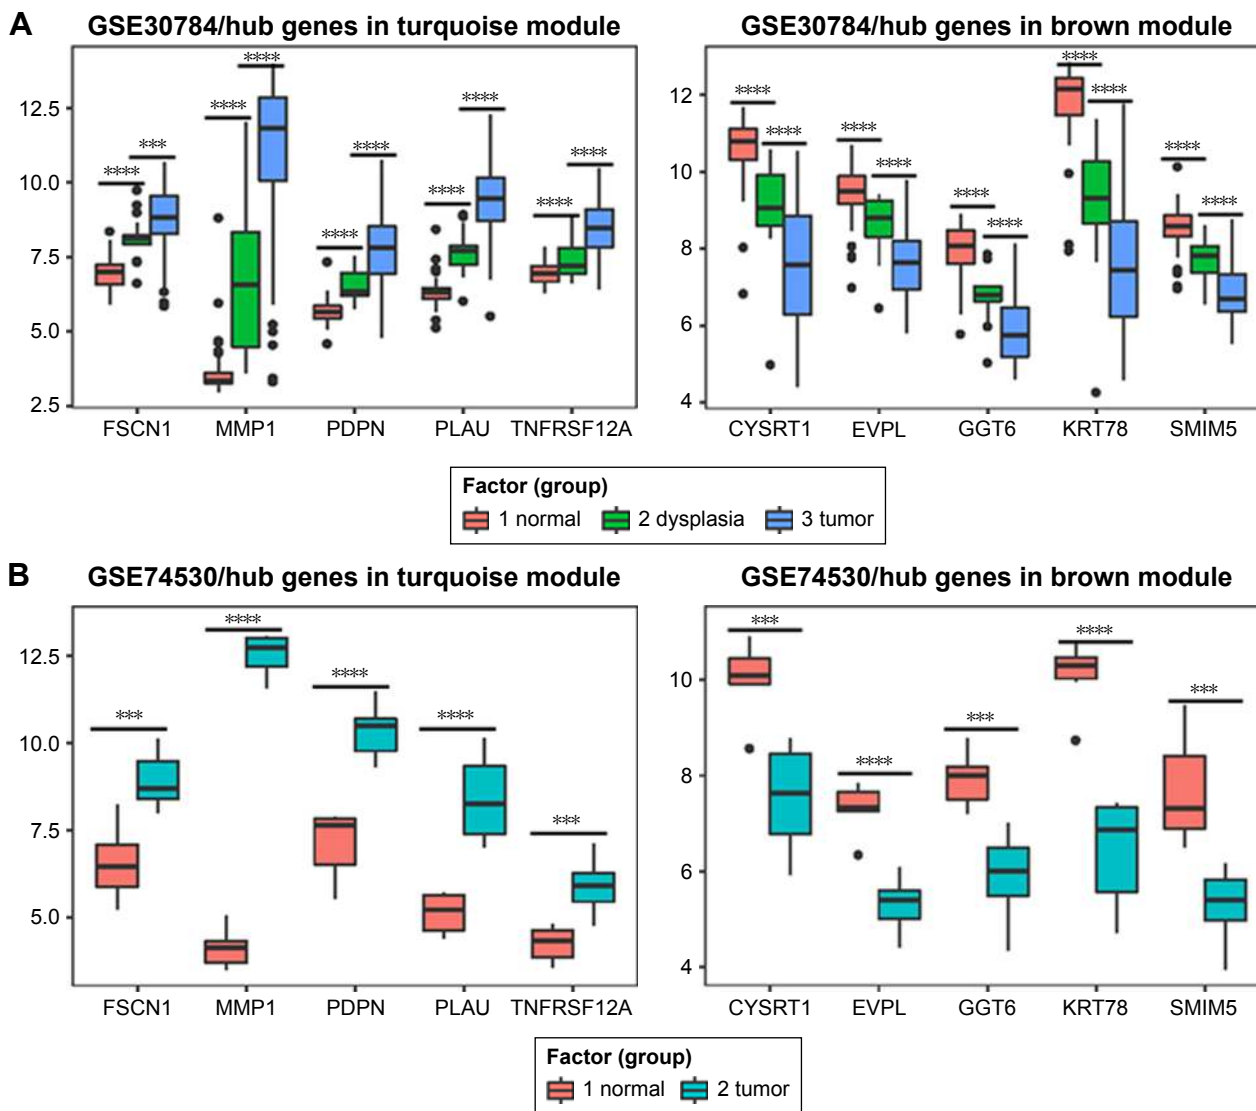 A
GSE30784/hub genes in turquoise module
GSE30784/hub genes in brown module
12.5
10.0
7.5
5.0
2.5
**** *** **** **** **** **** **** **** **** ****
FSCN1 MMP1 PDPN PLAU TNFRSF12A
12
10
8
6
4
**** **** **** **** **** **** **** **** **** ****
CYSRT1 EVPL GGT6 KRT78 SMIM5
Factor (group)
1 normal 2 dysplasia 3 tumor
B
GSE74530/hub genes in turquoise module
GSE74530/hub genes in brown module
12.5
10.0
7.5
5.0
*** **** **** **** ***
FSCN1 MMP1 PDPN PLAU TNFRSF12A
10
8
6
4
*** **** *** **** ***
CYSRT1 EVPL GGT6 KRT78 SMIM5
Factor (group)
1 normal 2 tumor